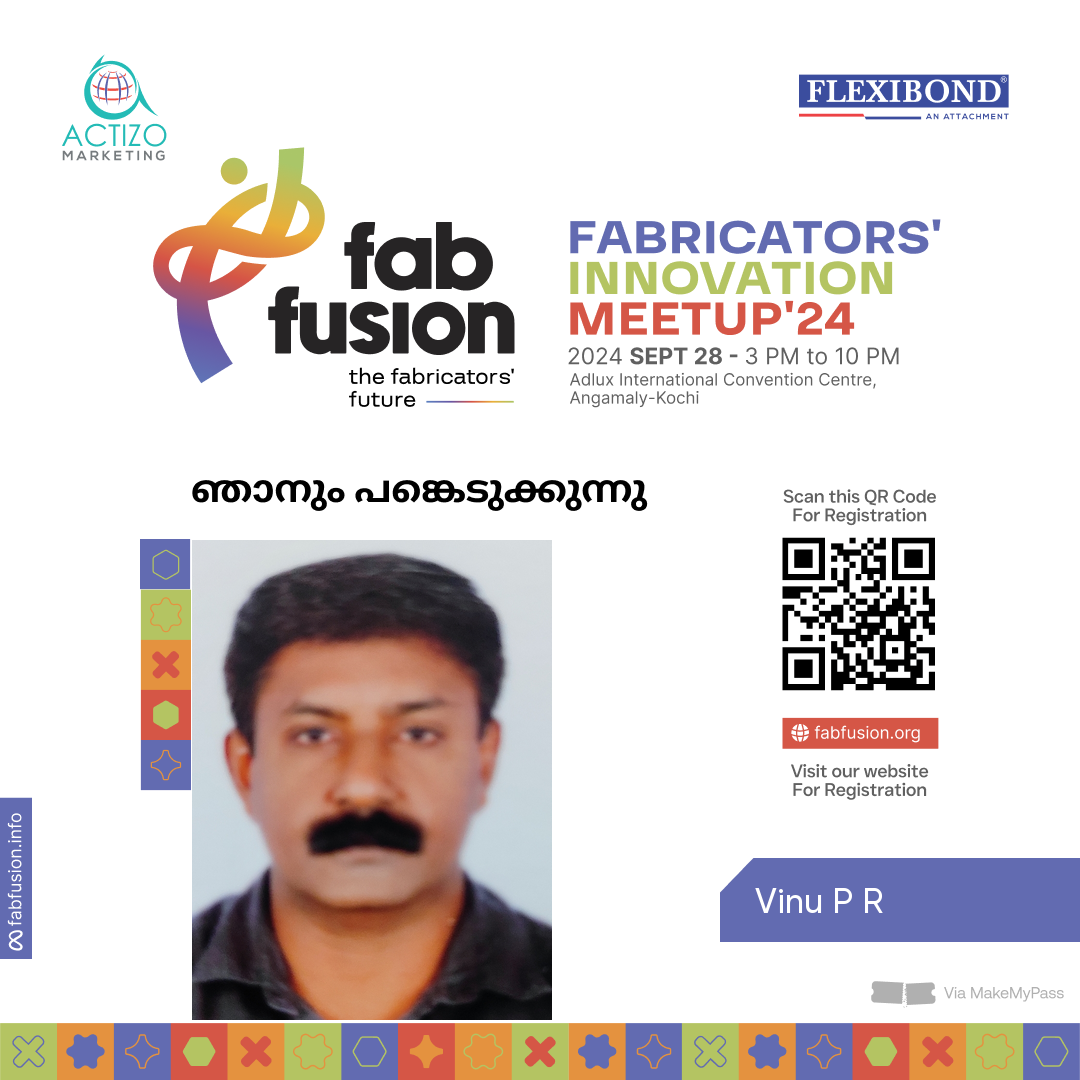 ACTIZO
MARKETING
FLEXIBOND®
AN ATTACHMENT
fab
fusion
the fabricators'
future
FABRICATORS'
INNOVATION
MEETUP'24
2024 SEPT 28 - 3 PM to 10 PM
Adlux International Convention Centre,
Angamaly-Kochi
ഞാനും പങ്കെടുക്കുന്നു
Scan this QR Code
For Registration
fabfusion.org
Visit our website
For Registration
fabfusion.info
Vinu P R
Via MakeMyPass